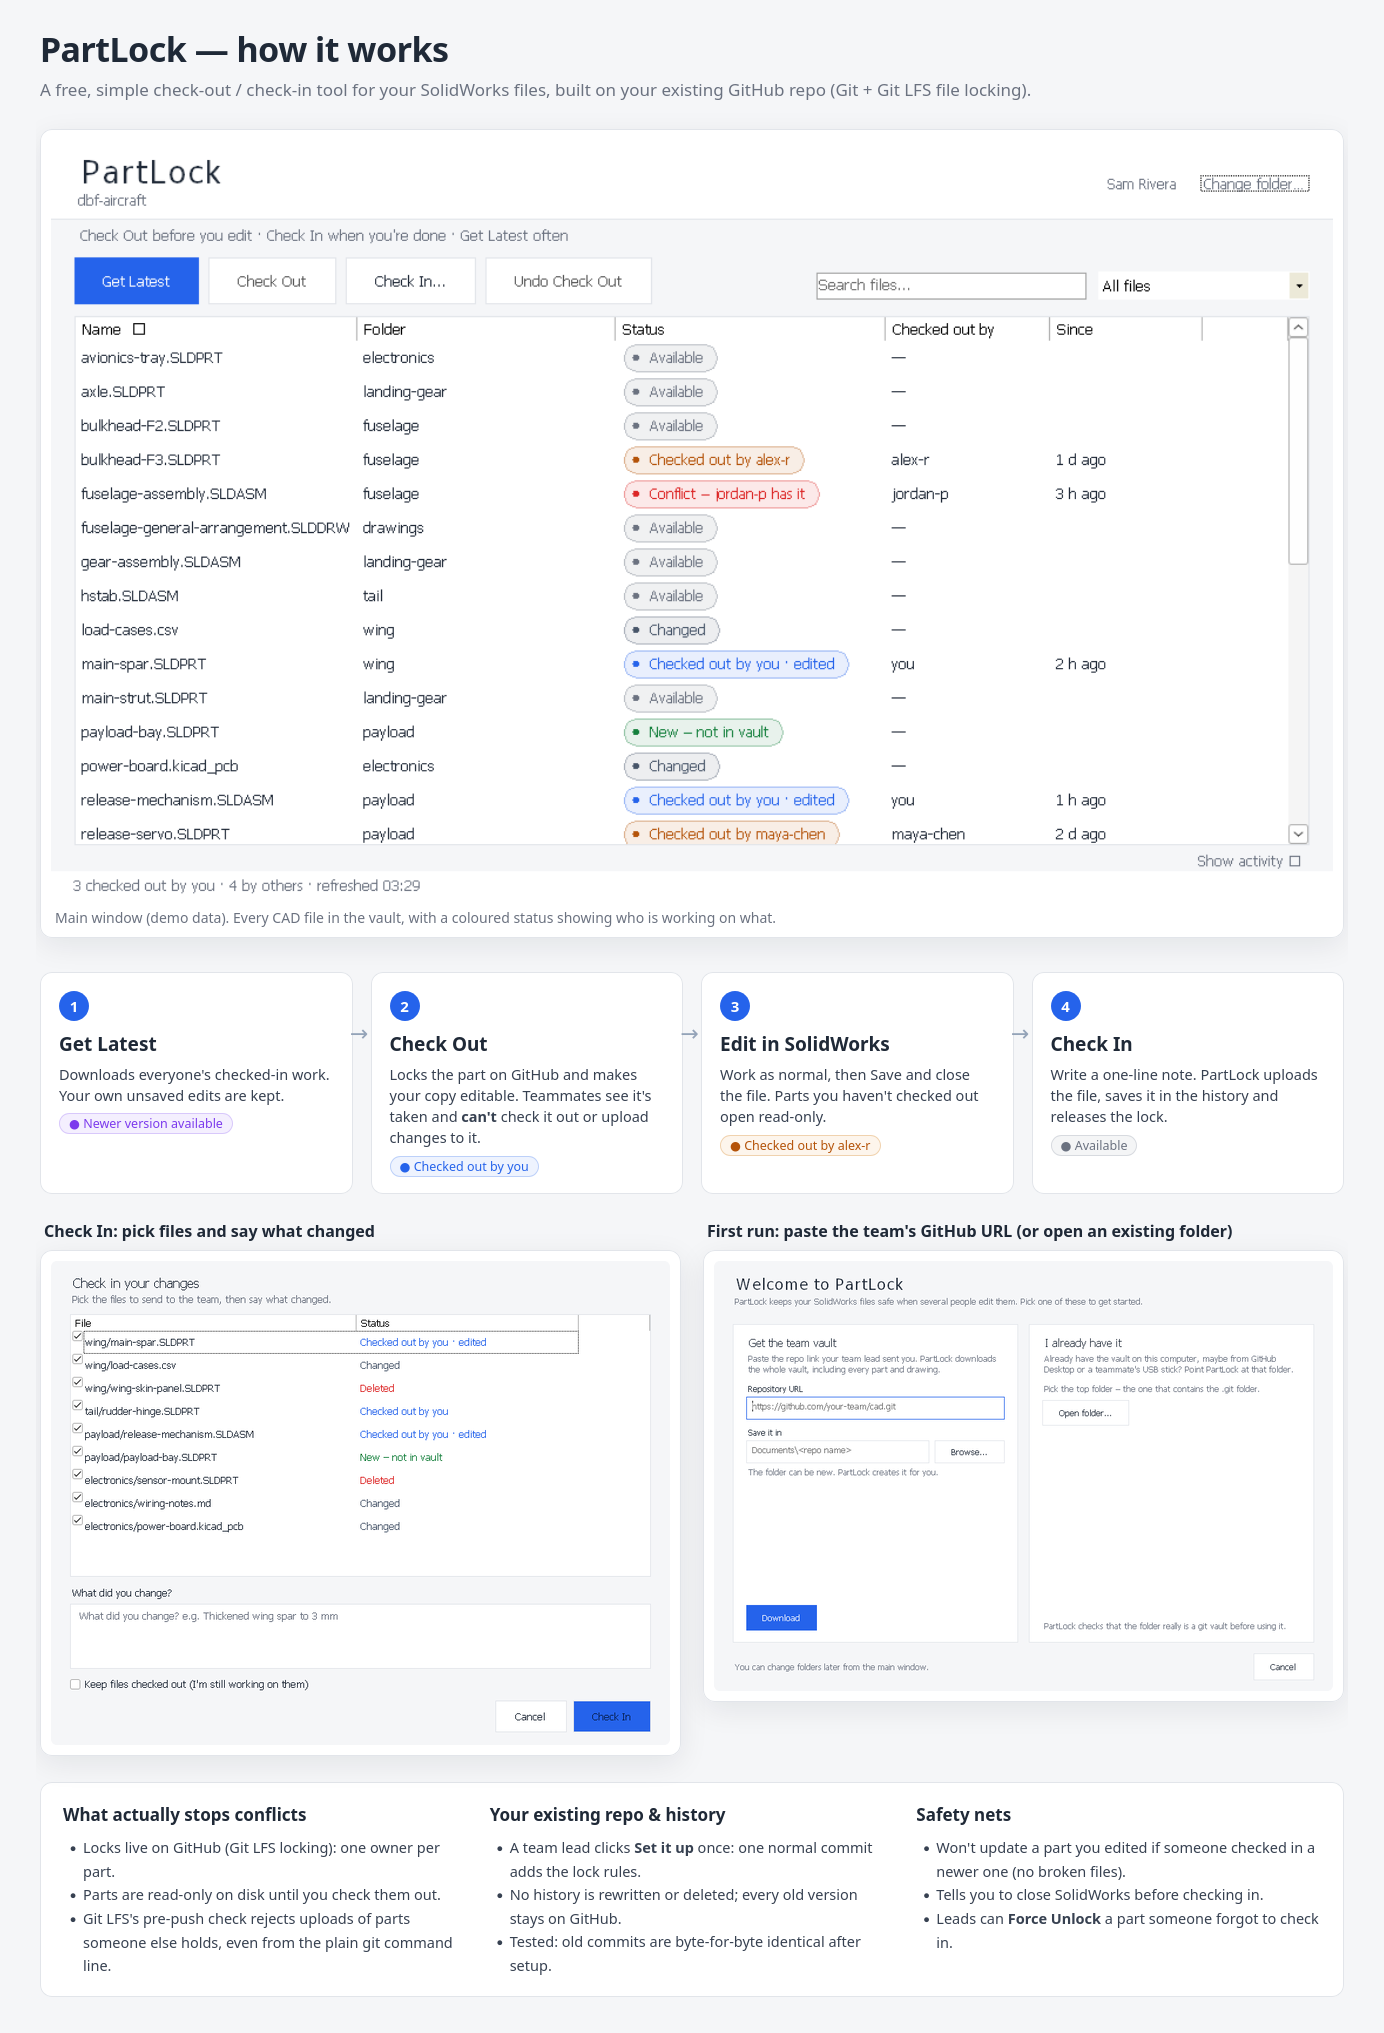 PartLock — how it works
A free, simple check-out / check-in tool for your SolidWorks files, built on your existing GitHub repo (Git + Git LFS file locking).
PartLock
dbf-aircraft
Sam Rivera Change folder...
Check Out before you edit · Check In when you're done · Get Latest often
Get Latest Check Out Check In... Undo Check Out Search files... All files
Name Folder Status Checked out by Since
avionics-tray.SLDPRT electronics Available —
axle.SLDPRT landing-gear Available —
bulkhead-F2.SLDPRT fuselage Available —
bulkhead-F3.SLDPRT fuselage Checked out by alex-r alex-r 1 d ago
fuselage-assembly.SLDASM fuselage Conflict – jordan-p has it jordan-p 3 h ago
fuselage-general-arrangement.SLDDRW drawings Available —
gear-assembly.SLDASM landing-gear Available —
hstab.SLDASM tail Available —
load-cases.csv wing Changed —
main-spar.SLDPRT wing Checked out by you · edited you 2 h ago
main-strut.SLDPRT landing-gear Available —
payload-bay.SLDPRT payload New – not in vault —
power-board.kicad_pcb electronics Changed —
release-mechanism.SLDASM payload Checked out by you · edited you 1 h ago
release-servo.SLDPRT payload Checked out by maya-chen maya-chen 2 d ago
Show activity
3 checked out by you · 4 by others · refreshed 03:29
Main window (demo data). Every CAD file in the vault, with a coloured status showing who is working on what.
1
Get Latest
Downloads everyone's checked-in work.
Your own unsaved edits are kept.
Newer version available
→
2
Check Out
Locks the part on GitHub and makes
your copy editable. Teammates see it's
taken and can't check it out or upload
changes to it.
Checked out by you
→
3
Edit in SolidWorks
Work as normal, then Save and close
the file. Parts you haven't checked out
open read-only.
Checked out by alex-r
→
4
Check In
Write a one-line note. PartLock uploads
the file, saves it in the history and
releases the lock.
Available
Check In: pick files and say what changed
Check in your changes
Pick the files to send to the team, then say what changed.
File Status
wing/main-spar.SLDPRT Checked out by you · edited
wing/load-cases.csv Changed
wing/wing-skin-panel.SLDPRT Deleted
tail/rudder-hinge.SLDPRT Checked out by you
payload/release-mechanism.SLDASM Checked out by you · edited
payload/payload-bay.SLDPRT New – not in vault
electronics/sensor-mount.SLDPRT Deleted
electronics/wiring-notes.md Changed
electronics/power-board.kicad_pcb Changed
What did you change?
What did you change? e.g. Thickened wing spar to 3 mm
Keep files checked out (I'm still working on them)
Cancel Check In
First run: paste the team's GitHub URL (or open an existing folder)
Welcome to PartLock
PartLock keeps your SolidWorks files safe when several people edit them. Pick one of these to get started.
Get the team vault
Paste the repo link your team lead sent you. PartLock downloads
the whole vault, including every part and drawing.
Repository URL
https://github.com/your-team/cad.git
Save it in
Documents\<repo name> Browse...
The folder can be new. PartLock creates it for you.
Download
I already have it
Already have the vault on this computer, maybe from GitHub
Desktop or a teammate's USB stick? Point PartLock at that folder.
Pick the top folder – the one that contains the .git folder.
Open folder...
PartLock checks that the folder really is a git vault before using it.
You can change folders later from the main window.
Cancel
What actually stops conflicts
• Locks live on GitHub (Git LFS locking): one owner per
part.
• Parts are read-only on disk until you check them out.
• Git LFS's pre-push check rejects uploads of parts
someone else holds, even from the plain git command
line.
Your existing repo & history
• A team lead clicks Set it up once: one normal commit
adds the lock rules.
• No history is rewritten or deleted; every old version
stays on GitHub.
• Tested: old commits are byte-for-byte identical after
setup.
Safety nets
• Won't update a part you edited if someone checked in a
newer one (no broken files).
• Tells you to close SolidWorks before checking in.
• Leads can Force Unlock a part someone forgot to check
in.